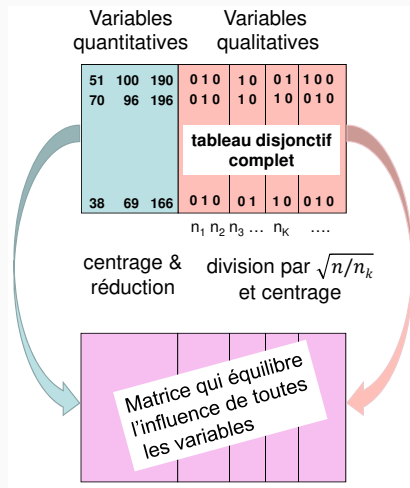 Variables quantitatives
Variables qualitatives
51 100 190 0 1 0 1 0 0 1 1 0 0
70 96 196 0 1 0 1 0 1 0 0 1 0
tableau disjonctif
complet
38 69 166 0 1 0 0 1 1 0 0 1 0
n₁ n₂ n₃ ... n_K ....
centrage &
réduction
division par √n/n_k
et centrage
Matrice qui équilibre
l'influence de toutes
les variables